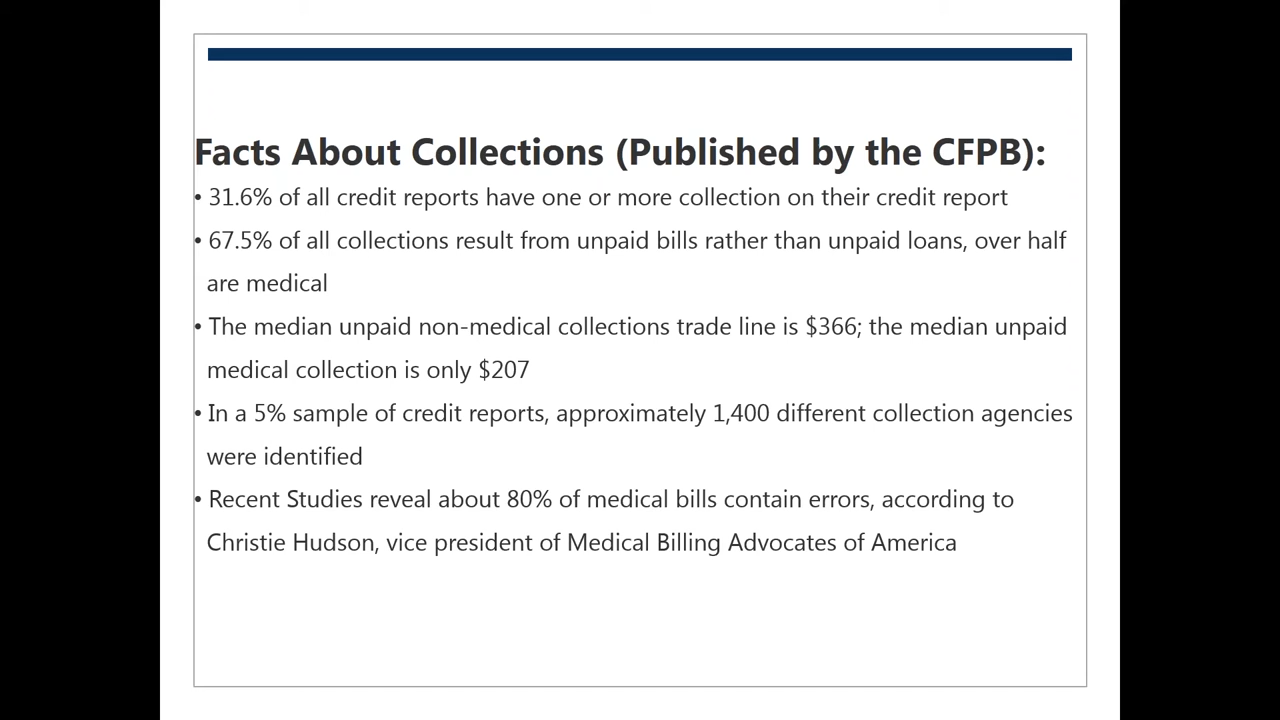 Facts About Collections (Published by the CFPB):
• 31.6% of all credit reports have one or more collection on their credit report
• 67.5% of all collections result from unpaid bills rather than unpaid loans, over half
are medical
• The median unpaid non-medical collections trade line is $366; the median unpaid
medical collection is only $207
• In a 5% sample of credit reports, approximately 1,400 different collection agencies
were identified
• Recent Studies reveal about 80% of medical bills contain errors, according to
Christie Hudson, vice president of Medical Billing Advocates of America